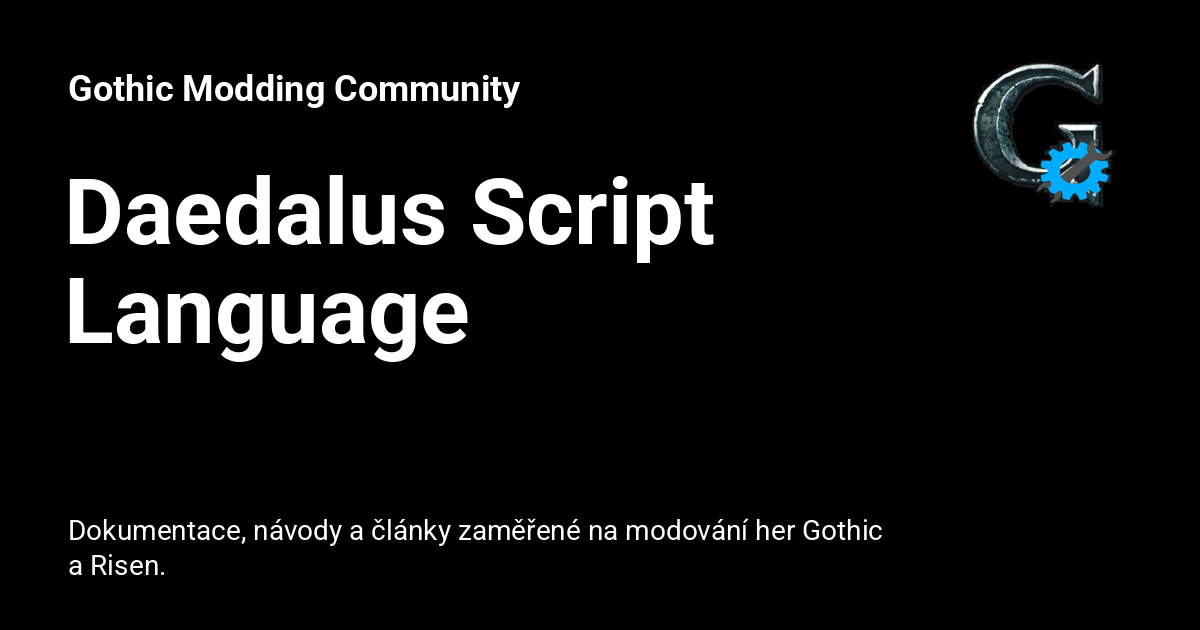 Gothic Modding Community
Daedalus Script
Language
Dokumentace, návody a články zaměřené na modování her Gothic
a Risen.